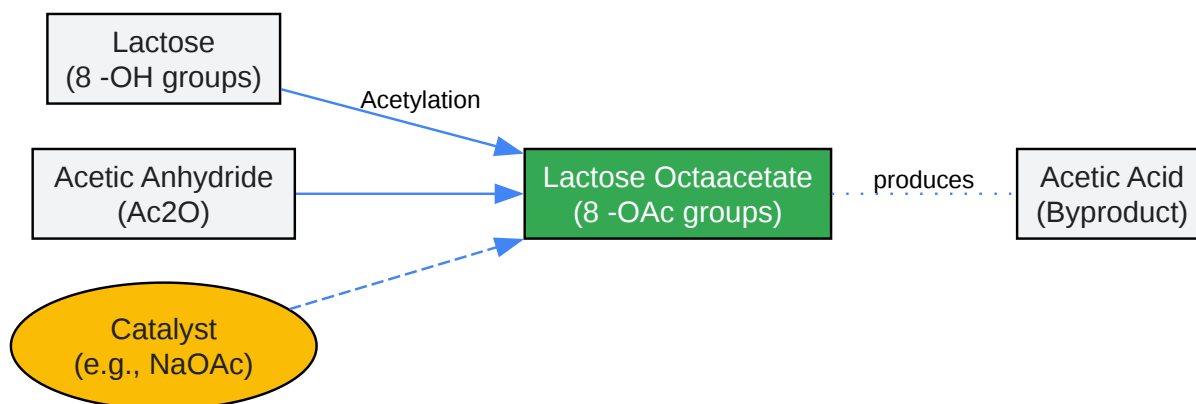 Lactose
(8 -OH groups)
Acetylation
Acetic Anhydride
(Ac2O)
Lactose Octaacetate
(8 -OAc groups)
produces
Acetic Acid
(Byproduct)
Catalyst
(e.g., NaOAc)